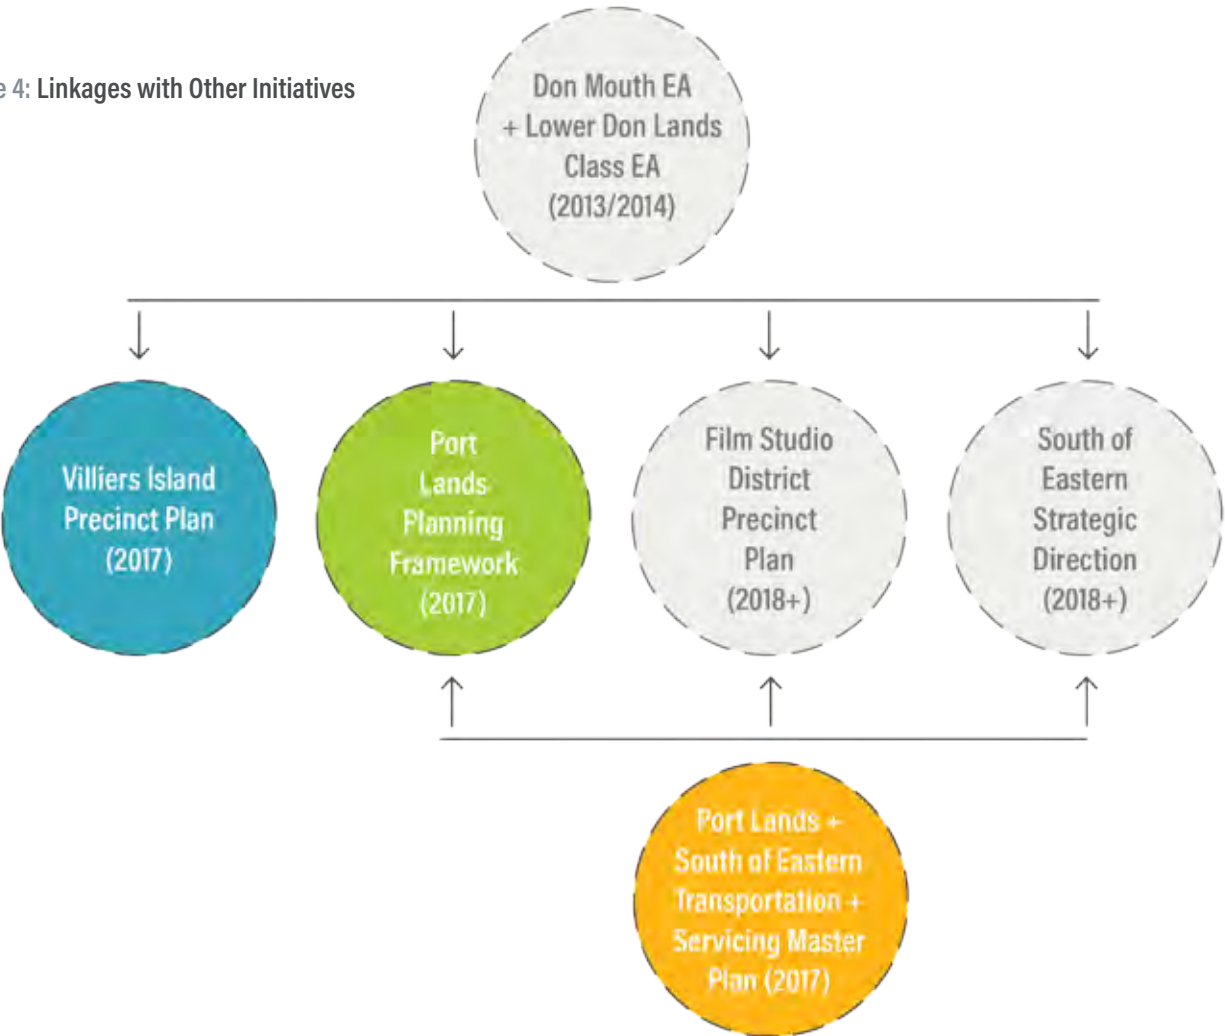 e 4: Linkages with Other Initiatives
Don Mouth EA
+ Lower Don Lands
Class EA
(2013/2014)
Villiers Island
Precinct Plan
(2017)
Port
Lands
Planning
Framework
(2017)
Film Studio
District
Precinct
Plan
(2018+)
South of
Eastern
Strategic
Direction
(2018+)
Port Lands +
South of Eastern
Transportation +
Servicing Master
Plan (2017)